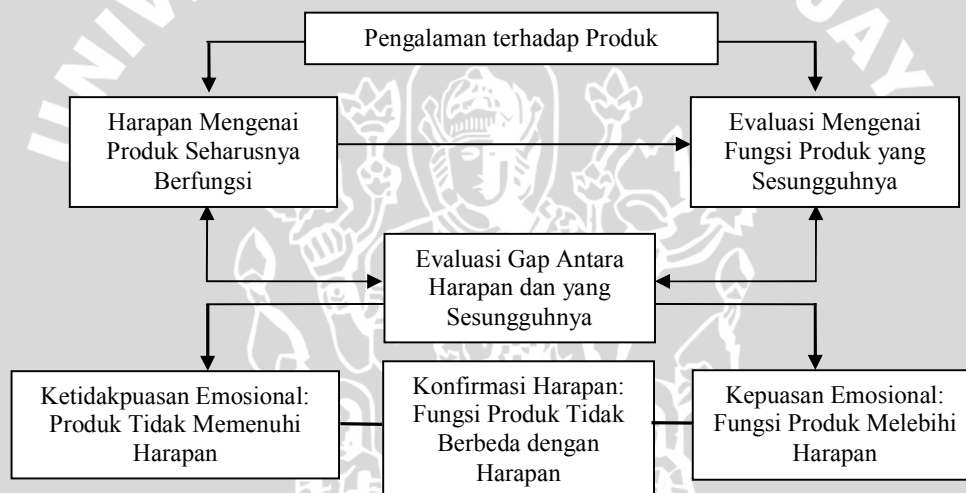 UNIV
JAY
Pengalaman terhadap Produk
Harapan Mengenai
Produk Seharusnya
Berfungsi
Evaluasi Mengenai
Fungsi Produk yang
Sesungguhnya
Evaluasi Gap Antara
Harapan dan yang
Sesungguhnya
Ketidakpuasan Emosional:
Produk Tidak Memenuhi
Harapan
Konfirmasi Harapan:
Fungsi Produk Tidak
Berbeda dengan
Harapan
Kepuasan Emosional:
Fungsi Produk Melebihi
Harapan